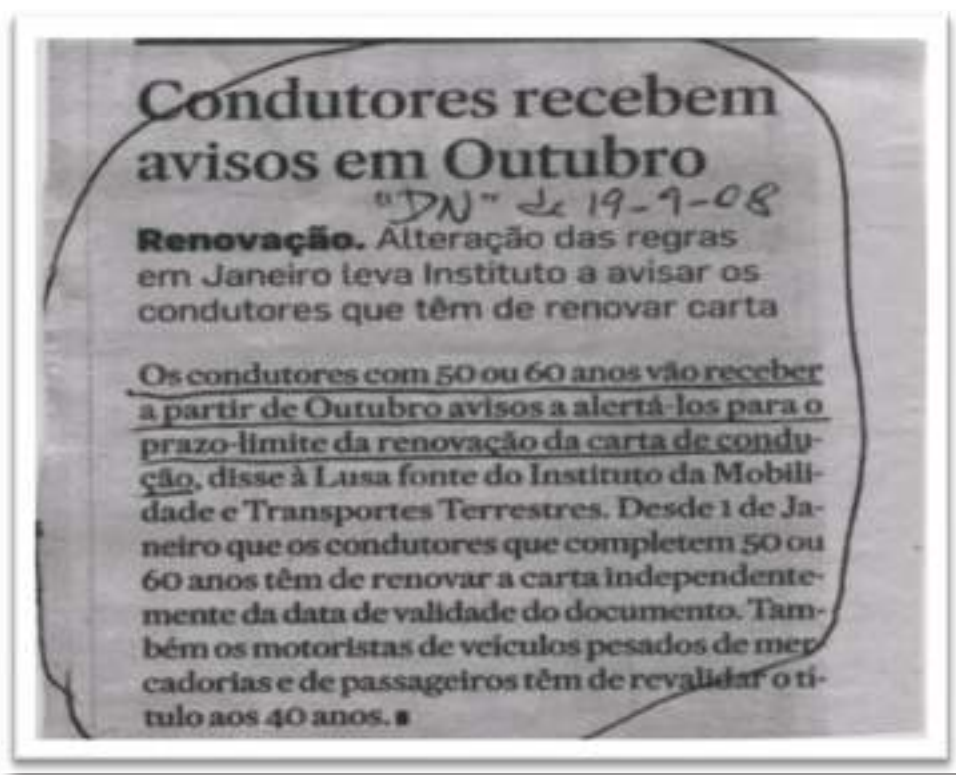 Condutores recebem
avisos em Outubro
"DN" de 19-9-08
Renovação. Alteração das regras
em Janeiro leva Instituto a avisar os
condutores que têm de renovar carta
Os condutores com 50 ou 60 anos vão receber
a partir de Outubro avisos a alertá-los para o
prazo-limite da renovação da carta de condu-
ção, disse à Lusa fonte do Instituto da Mobili-
dade e Transportes Terrestres. Desde 1 de Ja-
neiro que os condutores que completem 50 ou
60 anos têm de renovar a carta independente-
mente da data de validade do documento. Tam-
bém os motoristas de veículos pesados de mer-
cadorias e de passageiros têm de revalidar o tí-
tulo aos 40 anos.